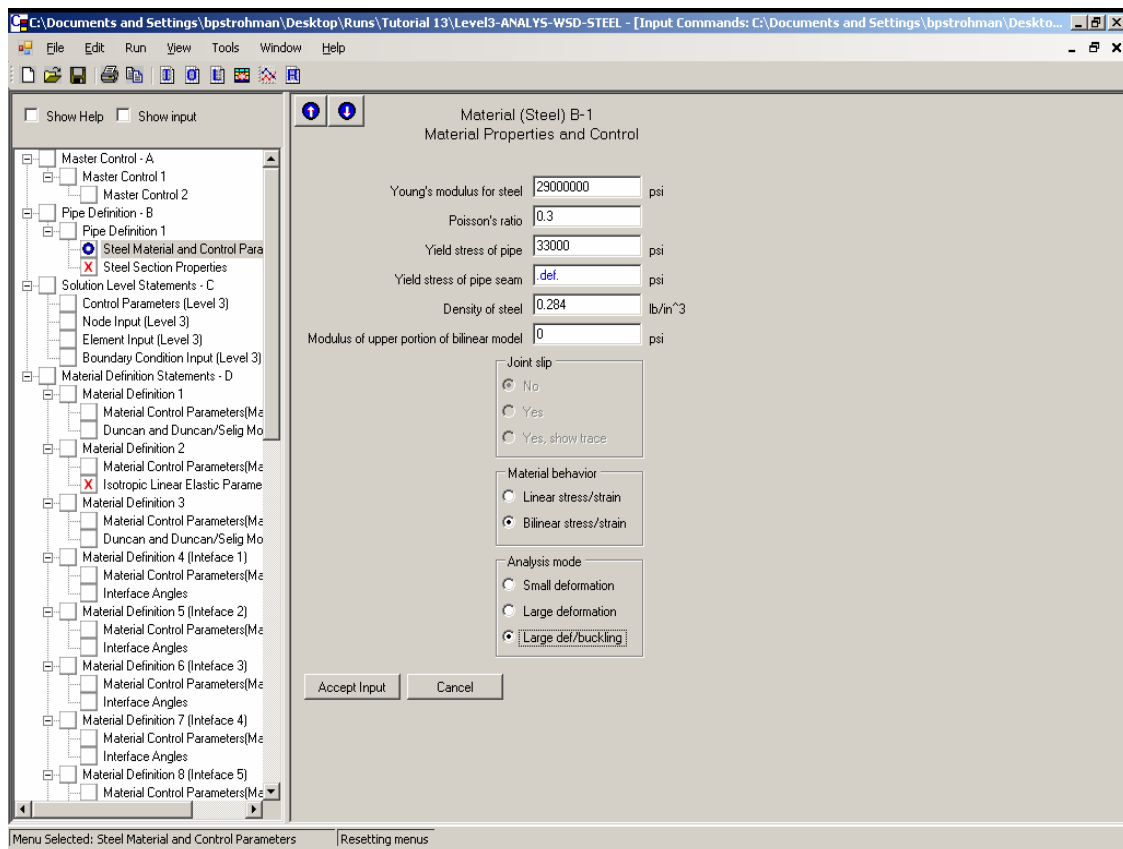 C:\Documents and Settings\bpstrohman\Desktop\Runs\Tutorial 13\Level3-ANALYS-WSD-STEEL - [Input Commands: C:\Documents and Settings\bpstrohman\Deskto...
File Edit Run View Tools Window Help
Show Help Show input
Master Control - A
Master Control 1
Master Control 2
Pipe Definition - B
Pipe Definition 1
Steel Material and Control Para
Steel Section Properties
Solution Level Statements - C
Control Parameters (Level 3)
Node Input (Level 3)
Element Input (Level 3)
Boundary Condition Input (Level 3)
Material Definition Statements - D
Material Definition 1
Material Control Parameters(Ma
Duncan and Duncan/Selig Mo
Material Definition 2
Material Control Parameters(Ma
Isotropic Linear Elastic Parame
Material Definition 3
Material Control Parameters(Ma
Duncan and Duncan/Selig Mo
Material Definition 4 (Inteface 1)
Material Control Parameters(Ma
Interface Angles
Material Definition 5 (Inteface 2)
Material Control Parameters(Ma
Interface Angles
Material Definition 6 (Inteface 3)
Material Control Parameters(Ma
Interface Angles
Material Definition 7 (Inteface 4)
Material Control Parameters(Ma
Interface Angles
Material Definition 8 (Inteface 5)
Material Control Parameters(Ma
Material (Steel) B-1
Material Properties and Control
Young's modulus for steel 29000000 psi
Poisson's ratio 0.3
Yield stress of pipe 33000 psi
Yield stress of pipe seam .def. psi
Density of steel 0.284 lb/in^3
Modulus of upper portion of bilinear model 0 psi
Joint slip
No
Yes
Yes, show trace
Material behavior
Linear stress/strain
Bilinear stress/strain
Analysis mode
Small deformation
Large deformation
Large def/buckling
Accept Input Cancel
Menu Selected: Steel Material and Control Parameters Resetting menus